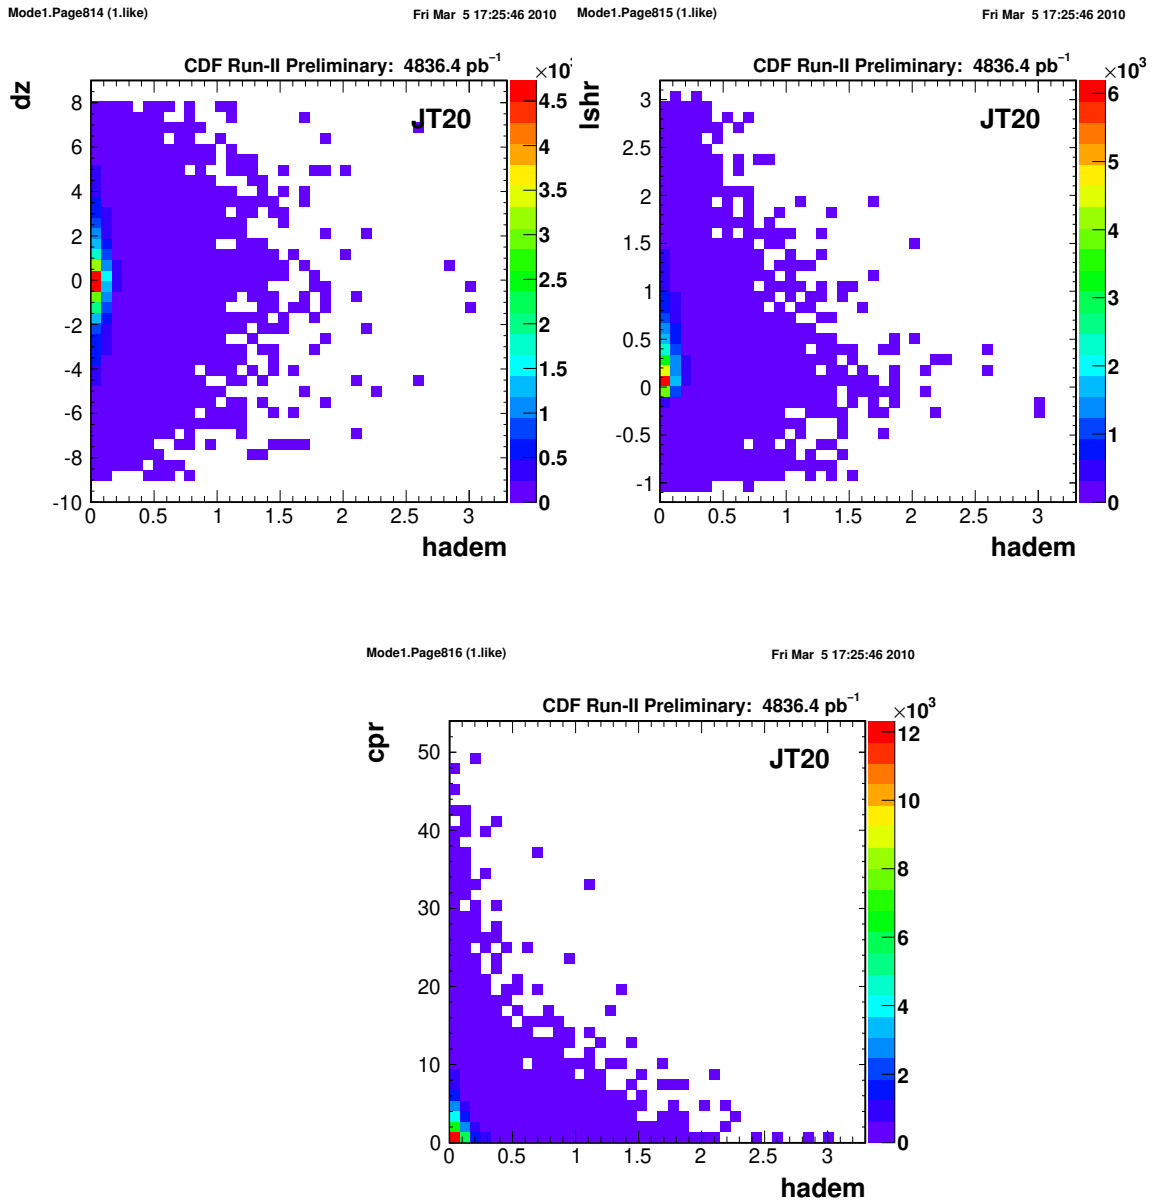 Mode1.Page814 (1.like) Fri Mar 5 17:25:46 2010
CDF Run-II Preliminary: 4836.4 pb⁻¹
×10³
dz
JT20
8
6
4
2
0
-2
-4
-6
-8
-10
0 0.5 1 1.5 2 2.5 3
hadem
4.5
4
3.5
3
2.5
2
1.5
1
0.5
0
Mode1.Page815 (1.like) Fri Mar 5 17:25:46 2010
CDF Run-II Preliminary: 4836.4 pb⁻¹
×10³
lshr
JT20
3
2.5
2
1.5
1
0.5
0
-0.5
-1
0 0.5 1 1.5 2 2.5 3
hadem
6
5
4
3
2
1
0
Mode1.Page816 (1.like) Fri Mar 5 17:25:46 2010
CDF Run-II Preliminary: 4836.4 pb⁻¹
×10³
cpr
JT20
50
40
30
20
10
0
0 0.5 1 1.5 2 2.5 3
hadem
12
10
8
6
4
2
0